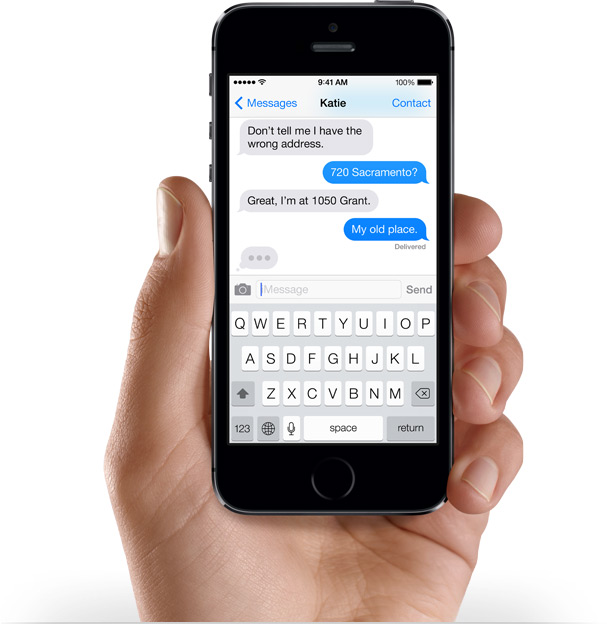 9:41 AM 100%
Messages Katie Contact
Don’t tell me I have the
wrong address.
720 Sacramento?
Great, I’m at 1050 Grant.
My old place.
Delivered
Message Send
Q W E R T Y U I O P
A S D F G H J K L
Z X C V B N M
123 space return